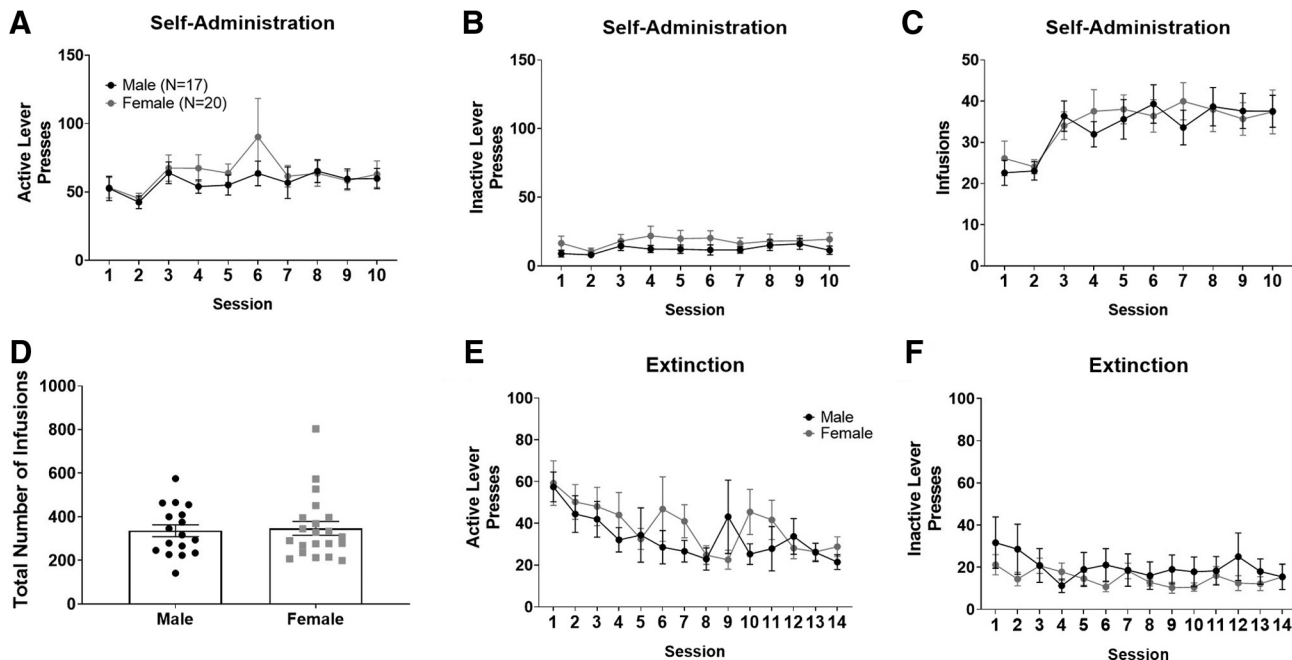 A
Self-Administration
Active Lever
Presses
150
100
50
0
Male (N=17)
Female (N=20)
1 2 3 4 5 6 7 8 9 10
Session
B
Self-Administration
Inactive Lever
Presses
150
100
50
0
1 2 3 4 5 6 7 8 9 10
Session
C
Self-Administration
Infusions
50
40
30
20
10
0
1 2 3 4 5 6 7 8 9 10
Session
D
Total Number of Infusions
1000
800
600
400
200
0
Male Female
E
Extinction
Active Lever
Presses
100
80
60
40
20
0
Male
Female
1 2 3 4 5 6 7 8 9 10 11 12 13 14
Session
F
Extinction
Inactive Lever
Presses
100
80
60
40
20
0
1 2 3 4 5 6 7 8 9 10 11 12 13 14
Session